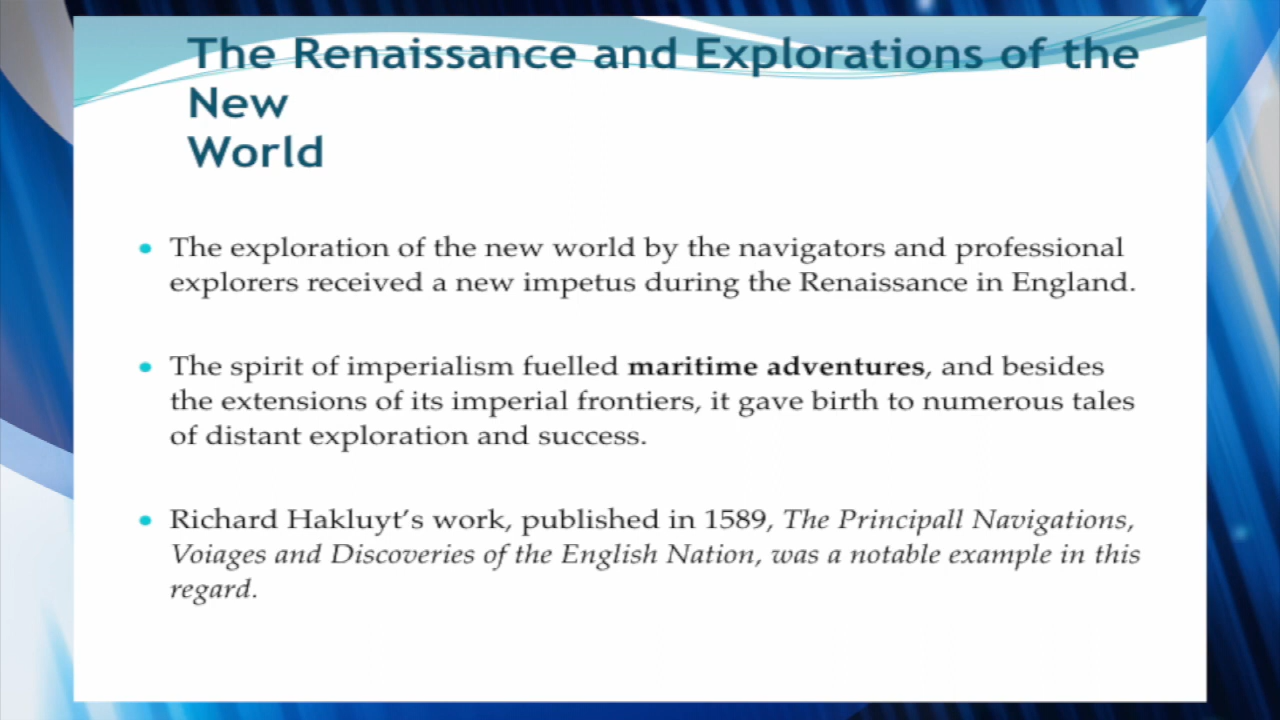 The Renaissance and Explorations of the
New
World
The exploration of the new world by the navigators and professional
explorers received a new impetus during the Renaissance in England.
The spirit of imperialism fuelled maritime adventures, and besides
the extensions of its imperial frontiers, it gave birth to numerous tales
of distant exploration and success.
Richard Hakluyt's work, published in 1589, The Principall Navigations,
Voiages and Discoveries of the English Nation, was a notable example in this
regard.